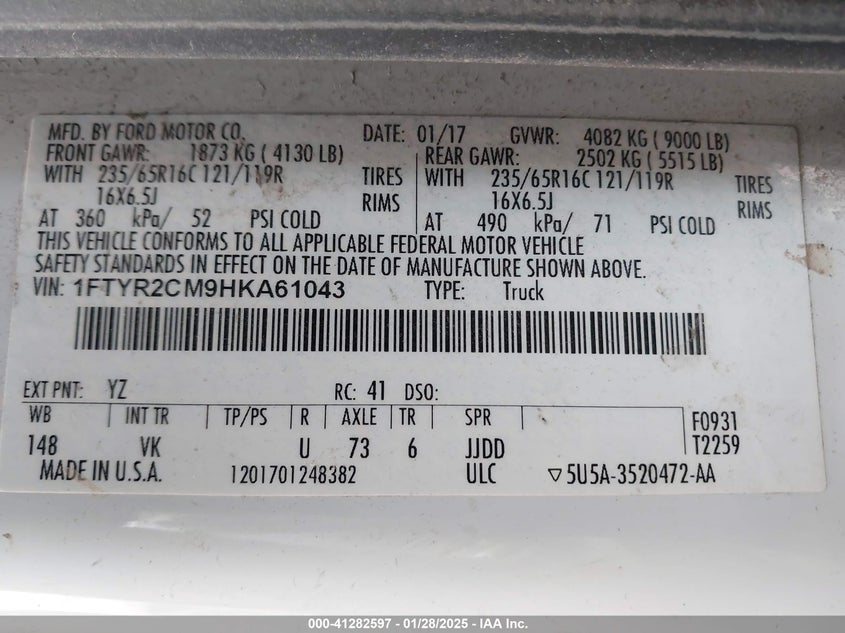 MFD. BY FORD MOTOR CO. DATE: 01/17 GVWR: 4082 KG ( 9000 LB)
FRONT GAWR: 1873 KG ( 4130 LB) REAR GAWR: 2502 KG ( 5515 LB)
WITH 235/65R16C 121/119R TIRES WITH 235/65R16C 121/119R TIRES
16X6.5J RIMS 16X6.5J RIMS
AT 360 kPa/ 52 PSI COLD AT 490 kPa/ 71 PSI COLD
THIS VEHICLE CONFORMS TO ALL APPLICABLE FEDERAL MOTOR VEHICLE
SAFETY STANDARDS IN EFFECT ON THE DATE OF MANUFACTURE SHOWN ABOVE.
VIN: 1FTYR2CM9HKA61043 TYPE: Truck
EXT PNT: YZ RC: 41 DSO:
WB INT TR TP/PS R AXLE TR SPR F0931
148 VK U 73 6 JJDD T2259
MADE IN U.S.A. 1201701248382 ULC ▽5U5A-3520472-AA
000-41282597 - 01/28/2025 - IAA Inc.